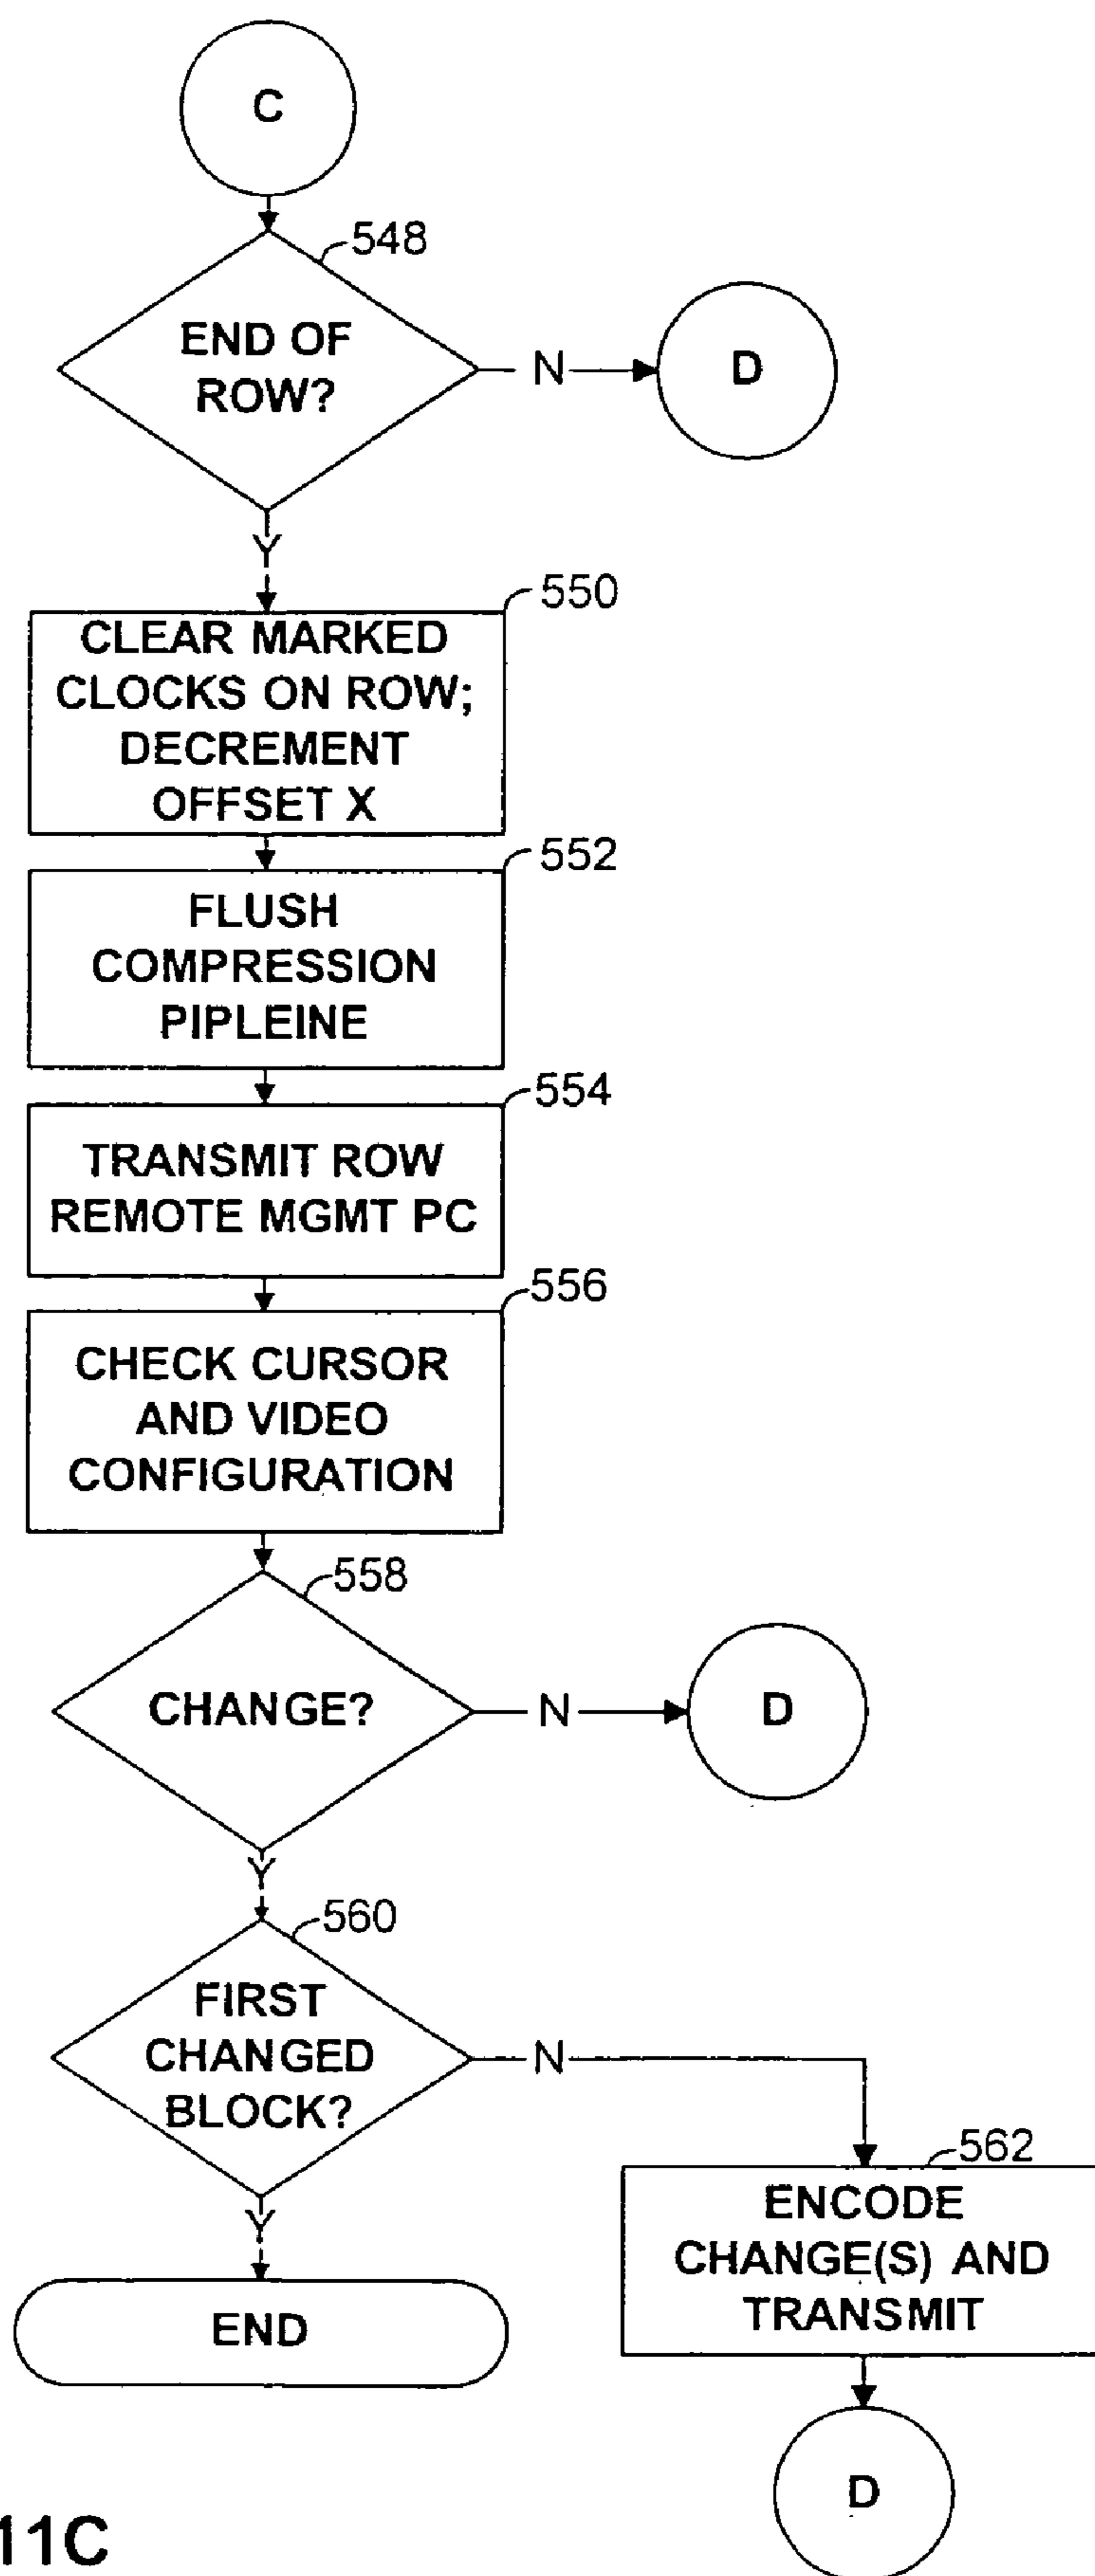 C
548
END OF
ROW?
N
D
Y
550
CLEAR MARKED
CLOCKS ON ROW;
DECREMENT
OFFSET X
552
FLUSH
COMPRESSION
PIPLEINE
554
TRANSMIT ROW
REMOTE MGMT PC
556
CHECK CURSOR
AND VIDEO
CONFIGURATION
558
CHANGE?
N
D
Y
560
FIRST
CHANGED
BLOCK?
N
Y
562
ENCODE
CHANGE(S) AND
TRANSMIT
END
D
11C